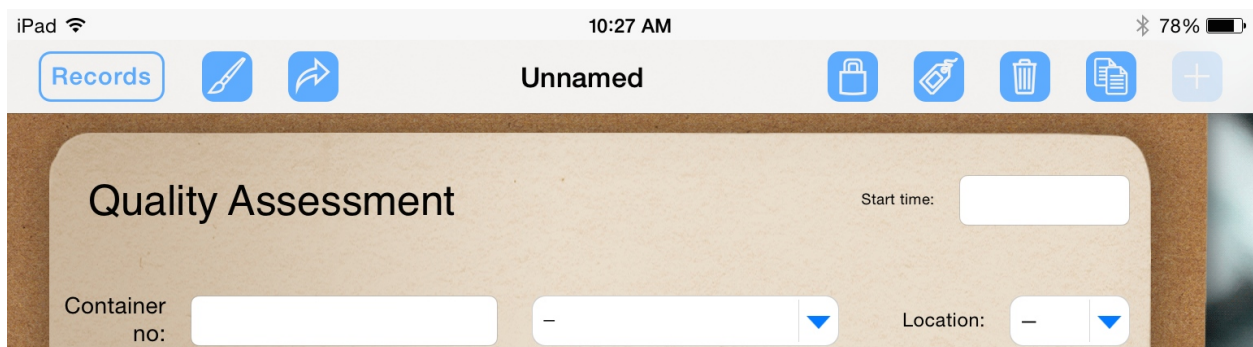 iPad 10:27 AM 78%
Records Unnamed
Quality Assessment Start time:
Container
no: – Location: –